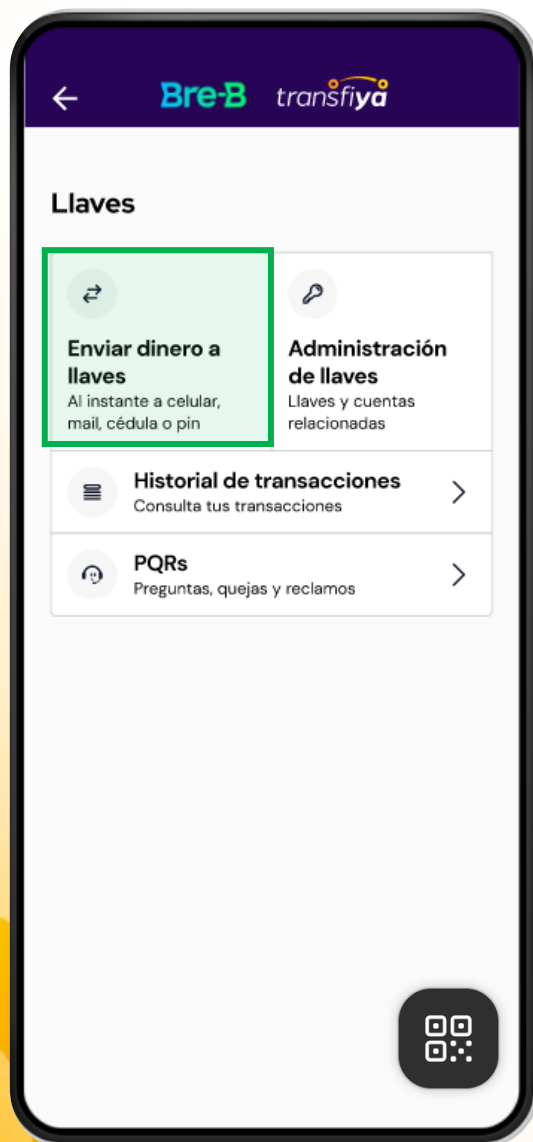 Bre-B transfiya
Llaves
Enviar dinero a
llaves
Al instante a celular,
mail, cédula o pin
Administración
de llaves
Llaves y cuentas
relacionadas
Historial de transacciones
Consulta tus transacciones
PQRs
Preguntas, quejas y reclamos